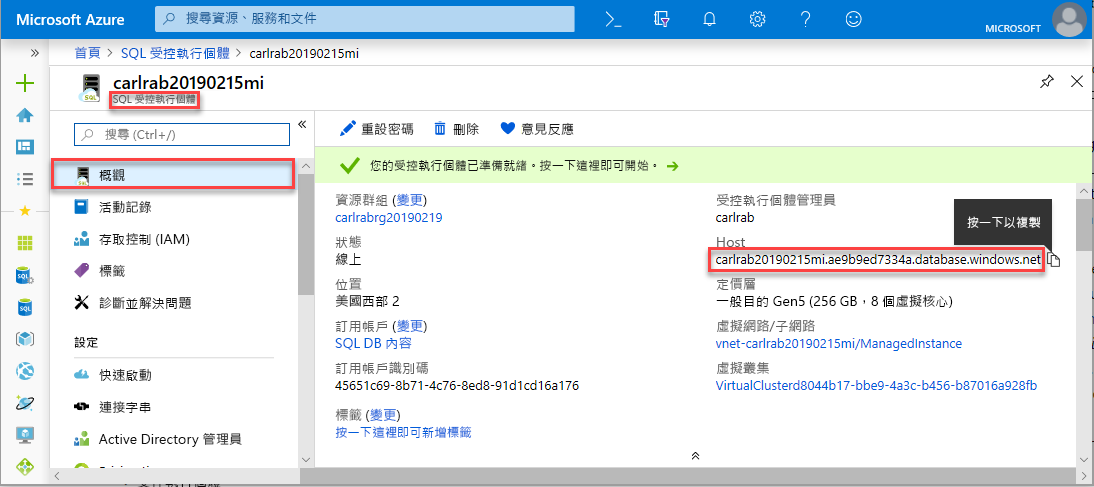 Microsoft Azure
搜尋資源、服務和文件
MICROSOFT
首頁 > SQL 受控執行個體 > carlrab20190215mi
carlrab20190215mi
SQL 受控執行個體
搜尋 (Ctrl+/)
概觀
活動記錄
存取控制 (IAM)
標籤
診斷並解決問題
設定
快速啟動
連接字串
Active Directory 管理員
重設密碼
刪除
意見反應
您的受控執行個體已準備就緒。按一下這裡即可開始。
資源群組 (變更)
carlrabrg20190219
狀態
線上
位置
美國西部 2
訂用帳戶 (變更)
SQL DB 內容
訂用帳戶識別碼
45651c69-8b71-4c76-8ed8-91d1cd16a176
標籤 (變更)
按一下這裡即可新增標籤
受控執行個體管理員
carlrab
按一下以複製
Host
carlrab20190215mi.ae9b9ed7334a.database.windows.net
定價層
一般目的 Gen5 (256 GB，8 個虛擬核心)
虛擬網路/子網路
vnet-carlrab20190215mi/ManagedInstance
虛擬叢集
VirtualClusterd8044b17-bbe9-4a3c-b456-b87016a928fb